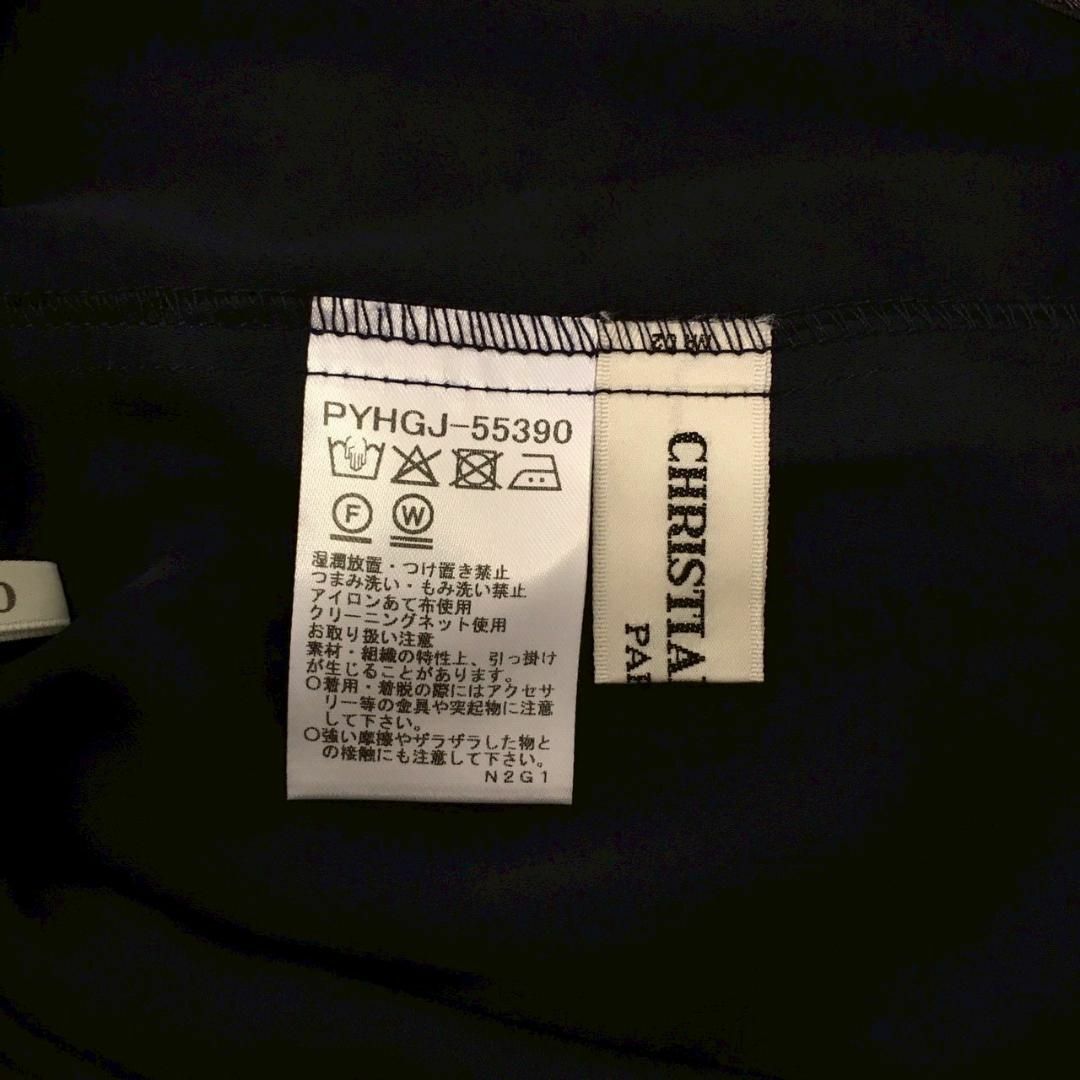 PYHGJ-55390
F W
湿潤放置・つけ置き禁止
つまみ洗い・もみ洗い禁止
アイロンあて布使用
クリーニングネット使用
お取り扱い注意
素材・組織の特性上、引っ掛け
が生じることがあります。
○着用・着脱の際にはアクセサ
リー等の金具や突起物に注意
して下さい。
○強い摩擦やザラザラした物と
の接触にも注意して下さい。
N2G1
CHRISTIA
PAR